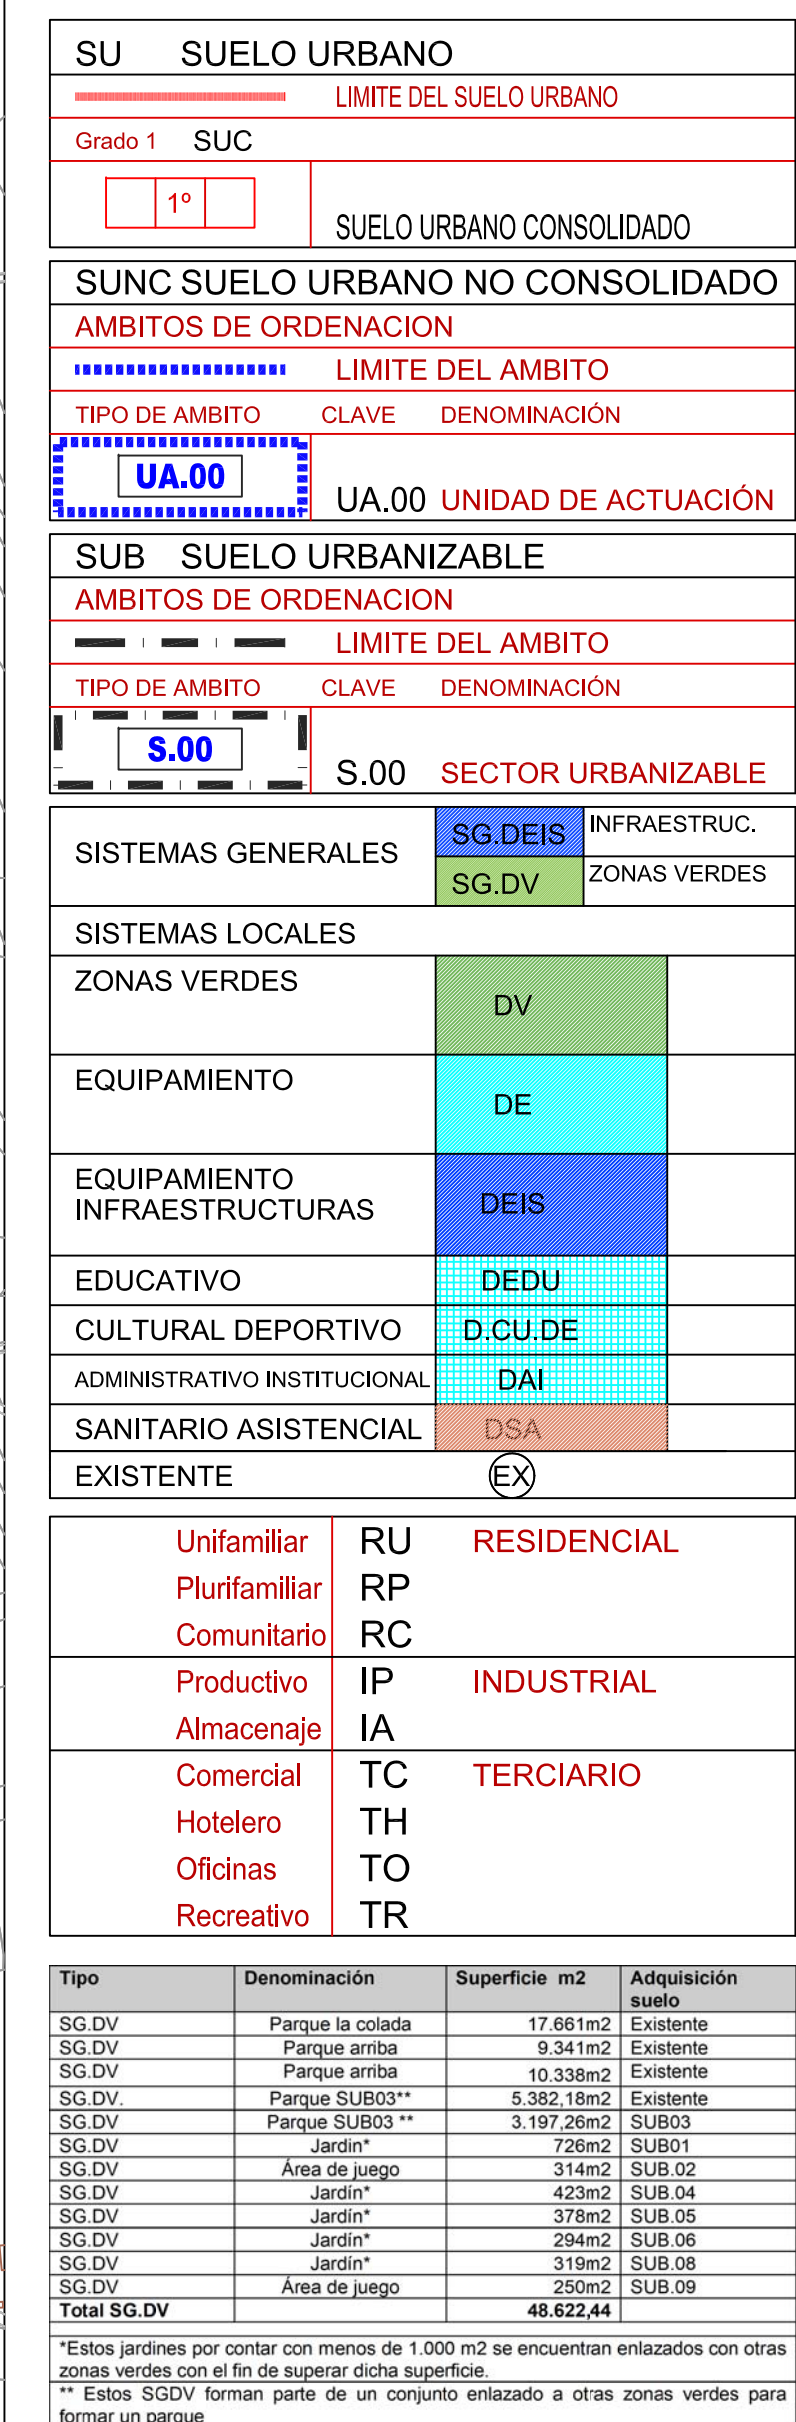 SU SUELO URBANO
LIMITE DEL SUELO URBANO
Grado 1 SUC
1º
SUELO URBANO CONSOLIDADO
SUNC SUELO URBANO NO CONSOLIDADO
AMBITOS DE ORDENACION
LIMITE DEL AMBITO
TIPO DE AMBITO CLAVE DENOMINACIÓN
UA.00
UA.00 UNIDAD DE ACTUACIÓN
SUB SUELO URBANIZABLE
AMBITOS DE ORDENACION
LIMITE DEL AMBITO
TIPO DE AMBITO CLAVE DENOMINACIÓN
S.00
S.00 SECTOR URBANIZABLE
SISTEMAS GENERALES
SG.DEIS INFRAESTRUC.
SG.DV ZONAS VERDES
SISTEMAS LOCALES
ZONAS VERDES
DV
EQUIPAMIENTO
DE
EQUIPAMIENTO
INFRAESTRUCTURAS
DEIS
EDUCATIVO DEDU
CULTURAL DEPORTIVO D.CU.DE
ADMINISTRATIVO INSTITUCIONAL DAI
SANITARIO ASISTENCIAL DSA
EXISTENTE EX
Unifamiliar RU RESIDENCIAL
Plurifamiliar RP
Comunitario RC
Productivo IP INDUSTRIAL
Almacenaje IA
Comercial TC TERCIARIO
Hotelero TH
Oficinas TO
Recreativo TR
Tipo Denominación Superficie m2 Adquisición
suelo
SG.DV Parque la colada 17.661m2 Existente
SG.DV Parque arriba 9.341m2 Existente
SG.DV Parque arriba 10.338m2 Existente
SG.DV. Parque SUB03** 5.382,18m2 Existente
SG.DV Parque SUB03 ** 3.197,26m2 SUB03
SG.DV Jardin* 726m2 SUB01
SG.DV Área de juego 314m2 SUB.02
SG.DV Jardín* 423m2 SUB.04
SG.DV Jardín* 378m2 SUB.05
SG.DV Jardín* 294m2 SUB.06
SG.DV Jardín* 319m2 SUB.08
SG.DV Área de juego 250m2 SUB.09
Total SG.DV 48.622,44
*Estos jardines por contar con menos de 1.000 m2 se encuentran enlazados con otras
zonas verdes con el fin de superar dicha superficie.
** Estos SGDV forman parte de un conjunto enlazado a otras zonas verdes para
formar un parque